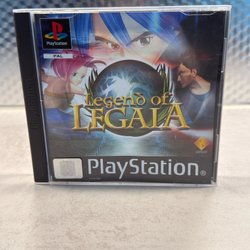 PlayStation
PAL
Legend of
LEGAIA
PlayStation®